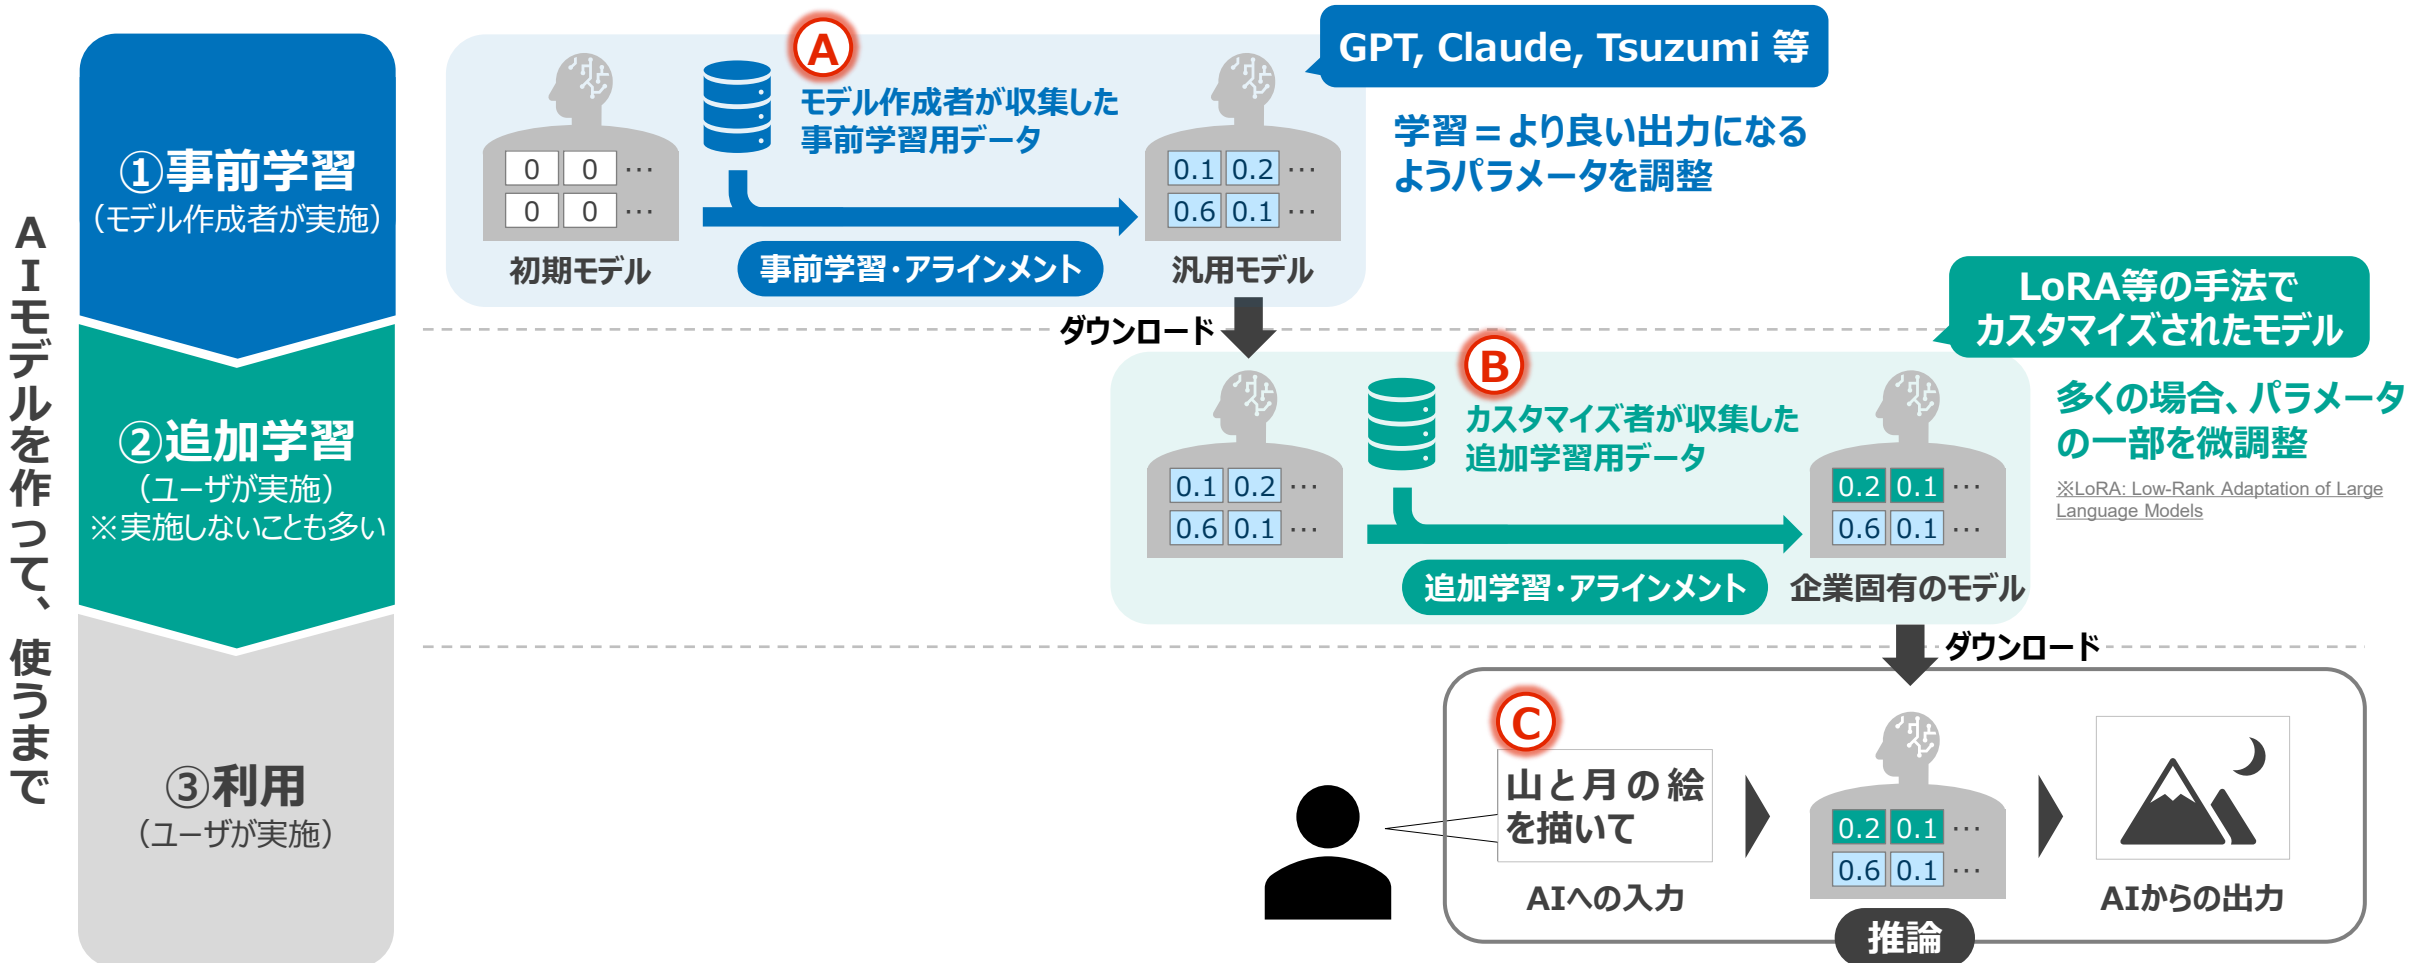 AIモデルを作って、使うまで
①事前学習
（モデル作成者が実施）
A
モデル作成者が収集した
事前学習用データ
GPT, Claude, Tsuzumi 等
学習＝より良い出力になる
ようパラメータを調整
0 0 …
0 0 …
0.1 0.2 …
0.6 0.1 …
初期モデル
事前学習・アラインメント
汎用モデル
ダウンロード
②追加学習
（ユーザが実施）
※実施しないことも多い
B
カスタマイズ者が収集した
追加学習用データ
LoRA等の手法で
カスタマイズされたモデル
多くの場合、パラメータ
の一部を微調整
※LoRA: Low-Rank Adaptation of Large
Language Models
0.1 0.2 …
0.6 0.1 …
0.2 0.1 …
0.6 0.1 …
追加学習・アラインメント
企業固有のモデル
ダウンロード
③利用
（ユーザが実施）
C
山と月の絵
を描いて
AIへの入力
0.2 0.1 …
0.6 0.1 …
推論
AIからの出力